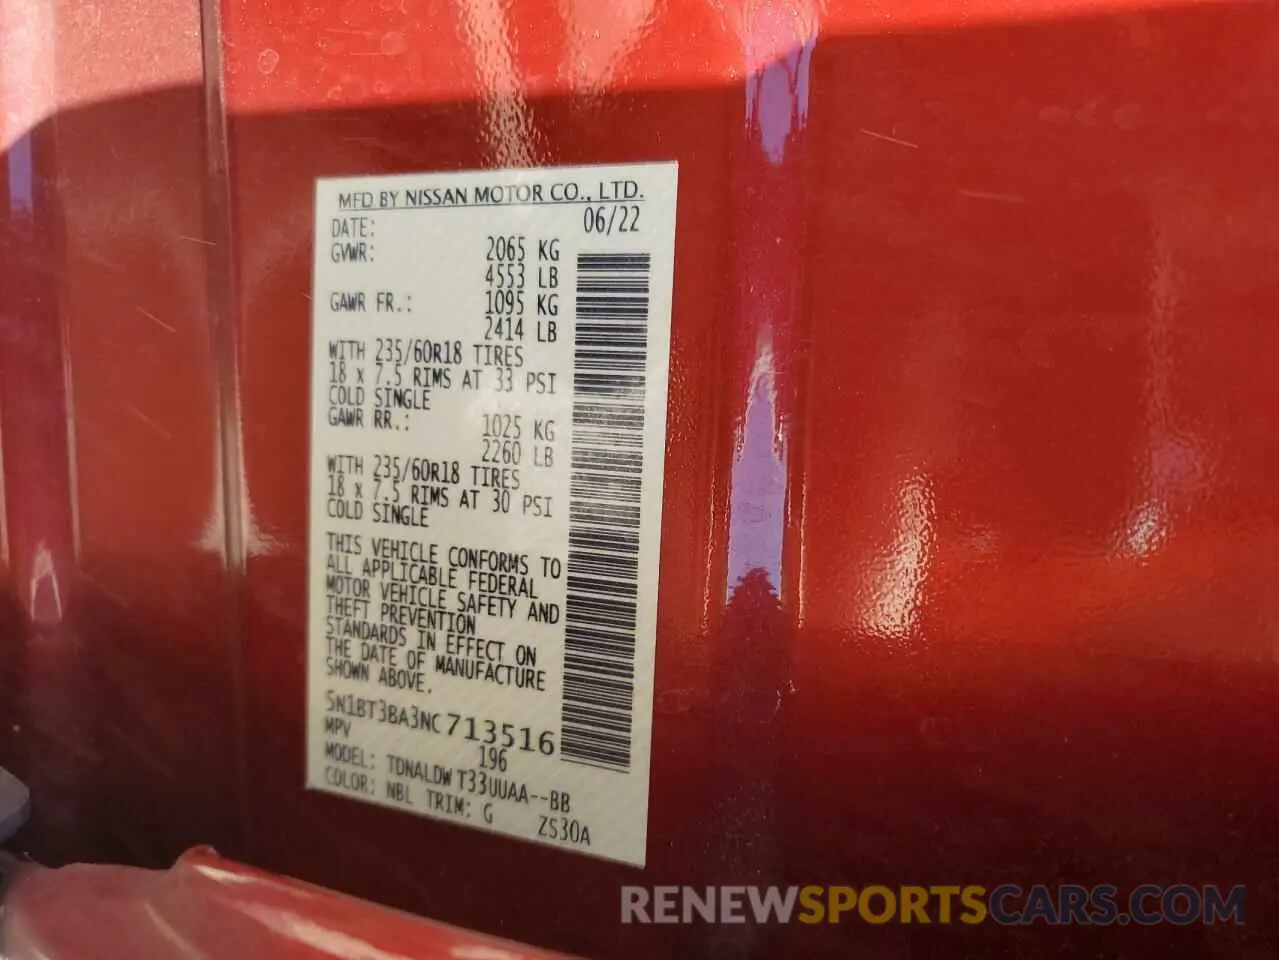 MFD BY NISSAN MOTOR CO., LTD.
DATE: 06/22
GVWR: 2065 KG
4553 LB
GAWR FR.: 1095 KG
2414 LB
WITH 235/60R18 TIRES
18 x 7.5 RIMS AT 33 PSI
COLD SINGLE
GAWR RR.: 1025 KG
2260 LB
WITH 235/60R18 TIRES
18 x 7.5 RIMS AT 30 PSI
COLD SINGLE
THIS VEHICLE CONFORMS TO
ALL APPLICABLE FEDERAL
MOTOR VEHICLE SAFETY AND
THEFT PREVENTION
STANDARDS IN EFFECT ON
THE DATE OF MANUFACTURE
SHOWN ABOVE.
5N1BT3BA3NC713516
MPV 196
MODEL: TDNALDW T33UUAA--BB
COLOR: NBL TRIM: G ZS30A
RENEWSPORTSCARS.COM